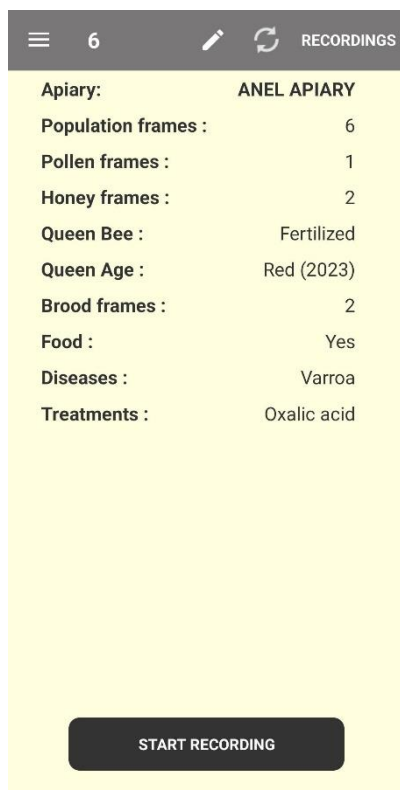 6 RECORDINGS
Apiary: ANEL APIARY
Population frames : 6
Pollen frames : 1
Honey frames : 2
Queen Bee : Fertilized
Queen Age : Red (2023)
Brood frames : 2
Food : Yes
Diseases : Varroa
Treatments : Oxalic acid
START RECORDING